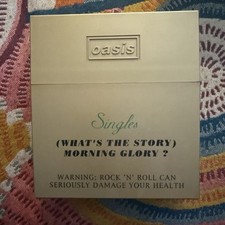 oasis
Singles
(WHAT'S THE STORY)
MORNING GLORY ?
WARNING: ROCK 'N' ROLL CAN
SERIOUSLY DAMAGE YOUR HEALTH